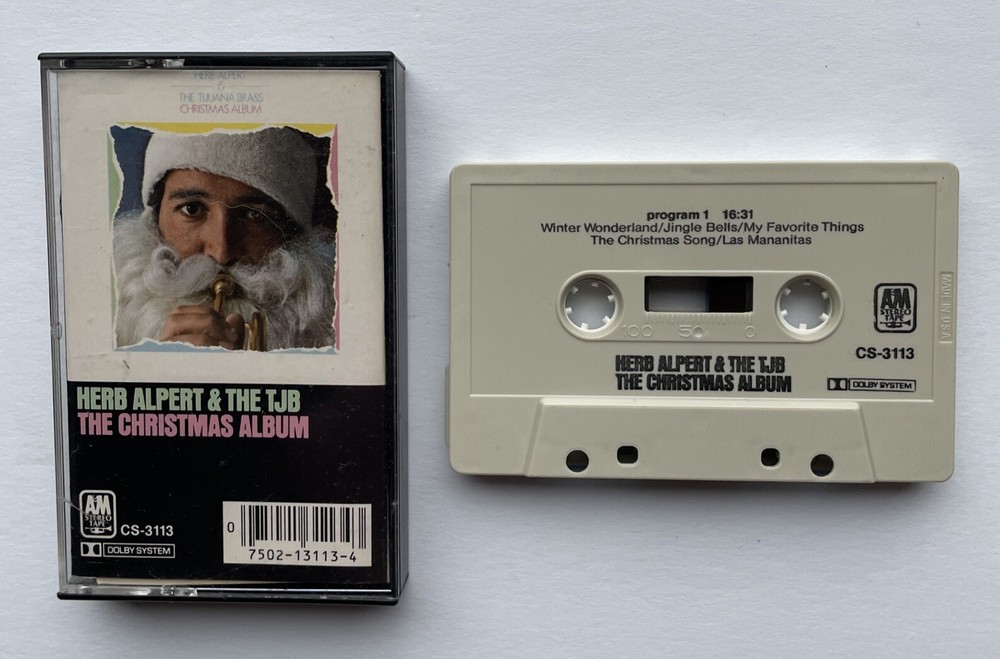 HERB ALPERT
&
THE TIJUANA BRASS
CHRISTMAS ALBUM
HERB ALPERT & THE TJB
THE CHRISTMAS ALBUM
A&M
STEREO
TAPE
CS-3113
DOLBY SYSTEM
0
7502-13113-4
program 1 16:31
Winter Wonderland/Jingle Bells/My Favorite Things
The Christmas Song/Las Mananitas
100 50 0
A&M
STEREO
TAPE
MADE IN USA
CS-3113
HERB ALPERT & THE TJB
THE CHRISTMAS ALBUM
DOLBY SYSTEM